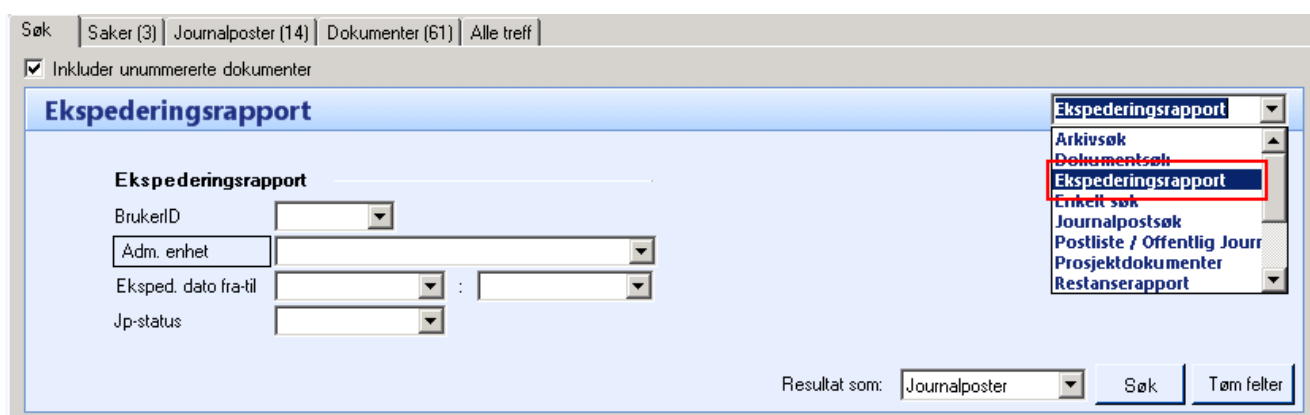 Søk Saker (3) Journalposter (14) Dokumenter (61) Alle treff
Inkluder unummererte dokumenter
Ekspederingsrapport
Ekspederingsrapport
Arkivsøk
Dokumentsøk
Ekspederingsrapport
Enkelt søk
Journalpostsøk
Postliste / Offentlig Jourr
Prosjektdokumenter
Restanserapport
Ekspederingsrapport
BrukerID
Adm. enhet
Eksped. dato fra-til :
Jp-status
Resultat som: Journalposter Søk Tøm felter